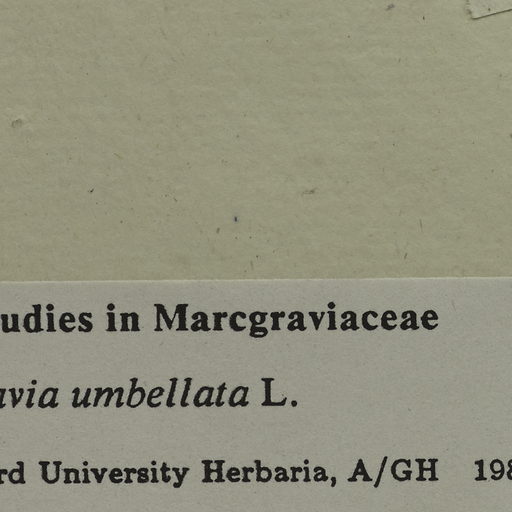 udies in Marcgraviaceae
avia umbellata L.
rd University Herbaria, A/GH 198